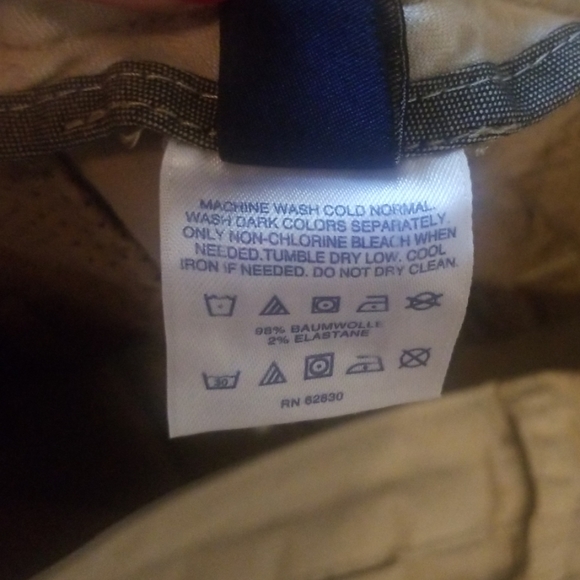 MACHINE WASH COLD NORMAL.
WASH DARK COLORS SEPARATELY.
ONLY NON-CHLORINE BLEACH WHEN
NEEDED.TUMBLE DRY LOW. COOL
IRON IF NEEDED. DO NOT DRY CLEAN.
98% BAUMWOLLE
2% ELASTANE
30
RN 62830